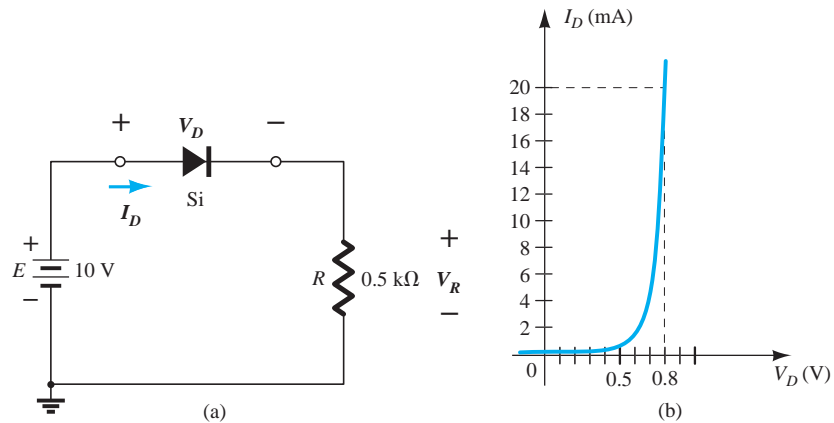 + V_D −
Si
I_D
+
E 10 V
−
R 0.5 kΩ
+
V_R
−
(a)
I_D (mA)
20
18
16
14
12
10
8
6
4
2
0 0.5 0.8 V_D (V)
(b)